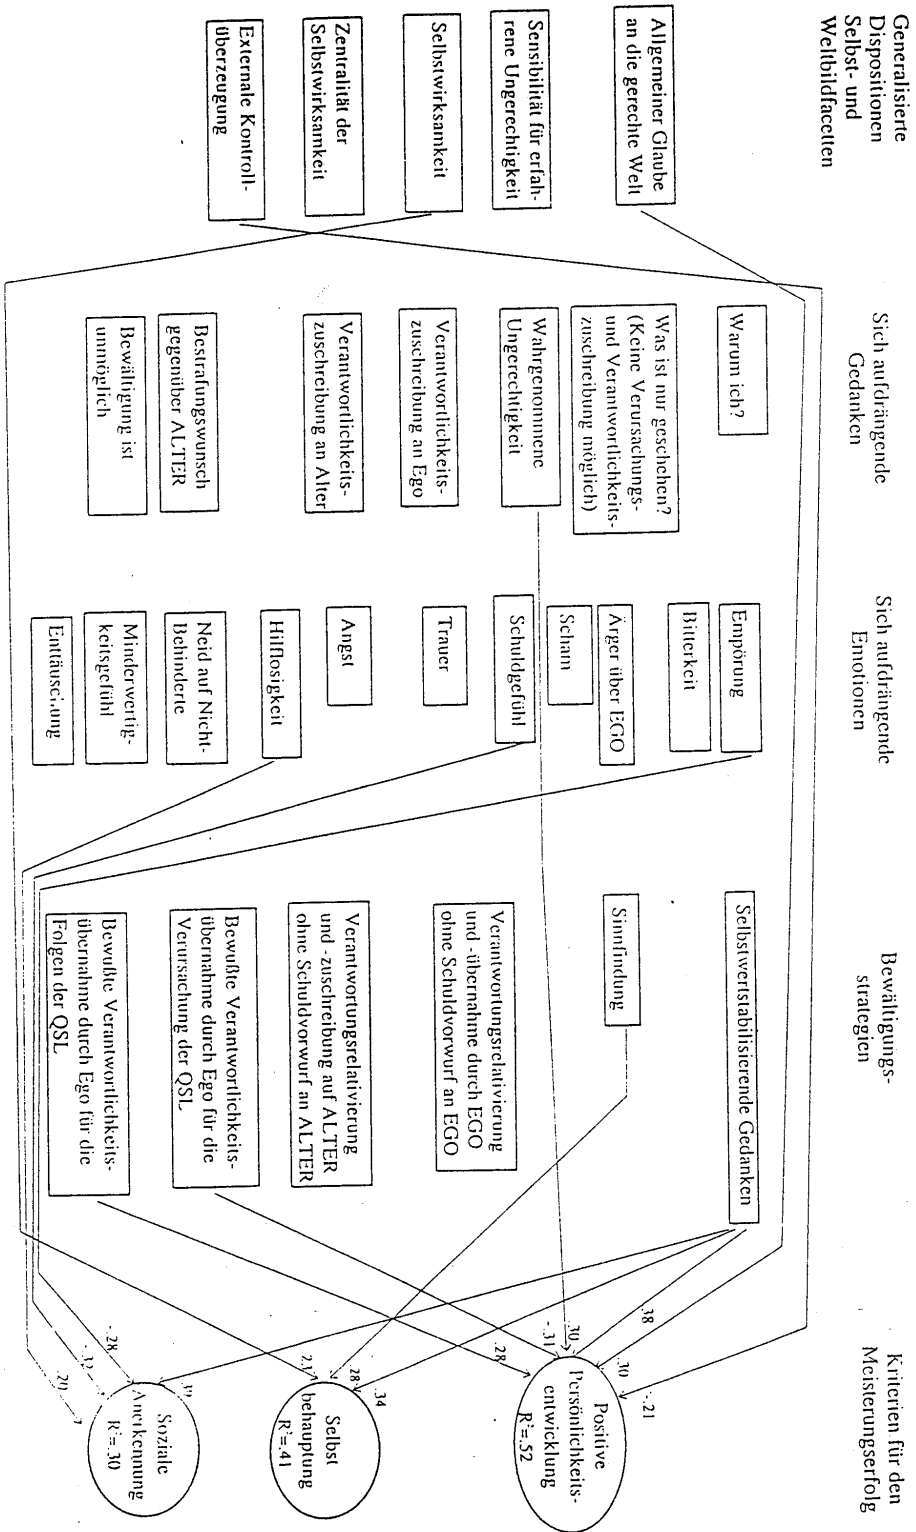 Generalisierte
Dispositionen
Selbst- und
Weltbildfacetten
Allgemeiner Glaube
an die gerechte Welt
Sensibilität für erfah-
rene Ungerechtigkeit
Selbstwirksamkeit
Zentralität der
Selbstwirksamkeit
Externale Kontroll-
überzeugung
Sich aufdrängende
Gedanken
Warum ich?
Was ist nur geschehen?
(Keine Verursachungs-
und Verantwortlichkeits-
zuschreibung möglich)
Wahrgenommene
Ungerechtigkeit
Verantwortlichkeits-
zuschreibung an Ego
Verantwortlichkeits-
zuschreibung an Alter
Bestrafungswunsch
gegenüber ALTER
Bewältigung ist
unmöglich
Sich aufdrängende
Emotionen
Empörung
Bitterkeit
Ärger über EGO
Scham
Schuldgefühl
Trauer
Angst
Hilflosigkeit
Neid auf Nicht-
Behinderte
Minderwertig-
keitsgefühl
Enttäuschung
Bewältigungs-
strategien
Selbstwertstabilisierende Gedanken
Sinnfindung
Verantwortungsrelativierung
und -übernahme durch EGO
ohne Schuldvorwurf an EGO
Verantwortungsrelativierung
und -zuschreibung auf ALTER
ohne Schuldvorwurf an ALTER
Bewußte Verantwortlichkeits-
übernahme durch Ego für die
Verursachung der QSL
Bewußte Verantwortlichkeits-
übernahme durch Ego für die
Folgen der QSL
Kriterien für den
Meisterungserfolg
-.21
.30
.38
.30
-.31
.28
Positive
Persönlichkeits-
entwicklung
R²=.52
.34
.28
Selbst
behauptung
R²=.41
-.28
-.32
.20
Soziale
Anerkennung
R²=.30